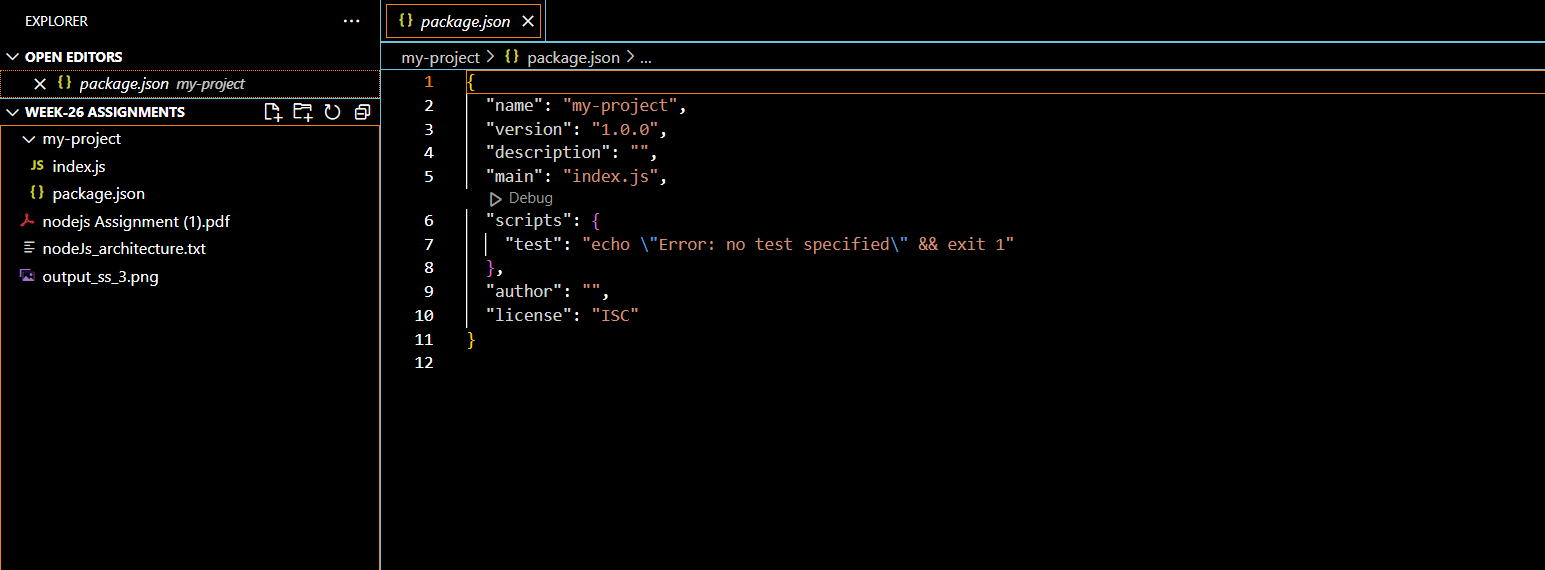 EXPLORER
OPEN EDITORS
package.json my-project
WEEK-26 ASSIGNMENTS
my-project
JS index.js
{} package.json
nodejs Assignment (1).pdf
nodeJs_architecture.txt
output_ss_3.png
{} package.json
my-project > {} package.json > ...
1 {
2 "name": "my-project",
3 "version": "1.0.0",
4 "description": "",
5 "main": "index.js",
Debug
6 "scripts": {
7 "test": "echo \"Error: no test specified\" && exit 1"
8 },
9 "author": "",
10 "license": "ISC"
11 }
12